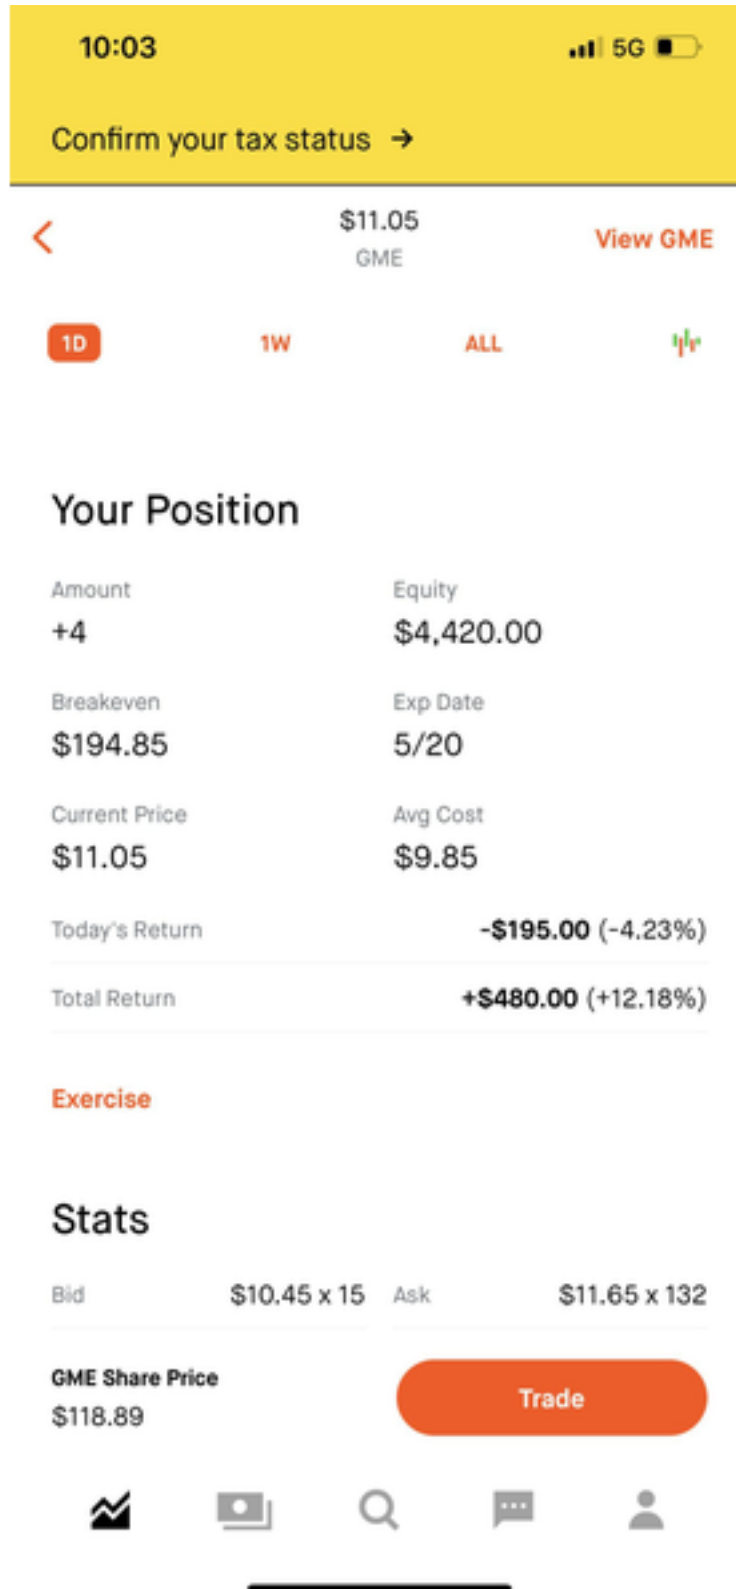 10:03 5G
Confirm your tax status →
$11.05
GME
View GME
1D 1W ALL
Your Position
Amount Equity
+4 $4,420.00
Breakeven Exp Date
$194.85 5/20
Current Price Avg Cost
$11.05 $9.85
Today's Return -$195.00 (-4.23%)
Total Return +$480.00 (+12.18%)
Exercise
Stats
Bid $10.45 x 15 Ask $11.65 x 132
GME Share Price
$118.89
Trade